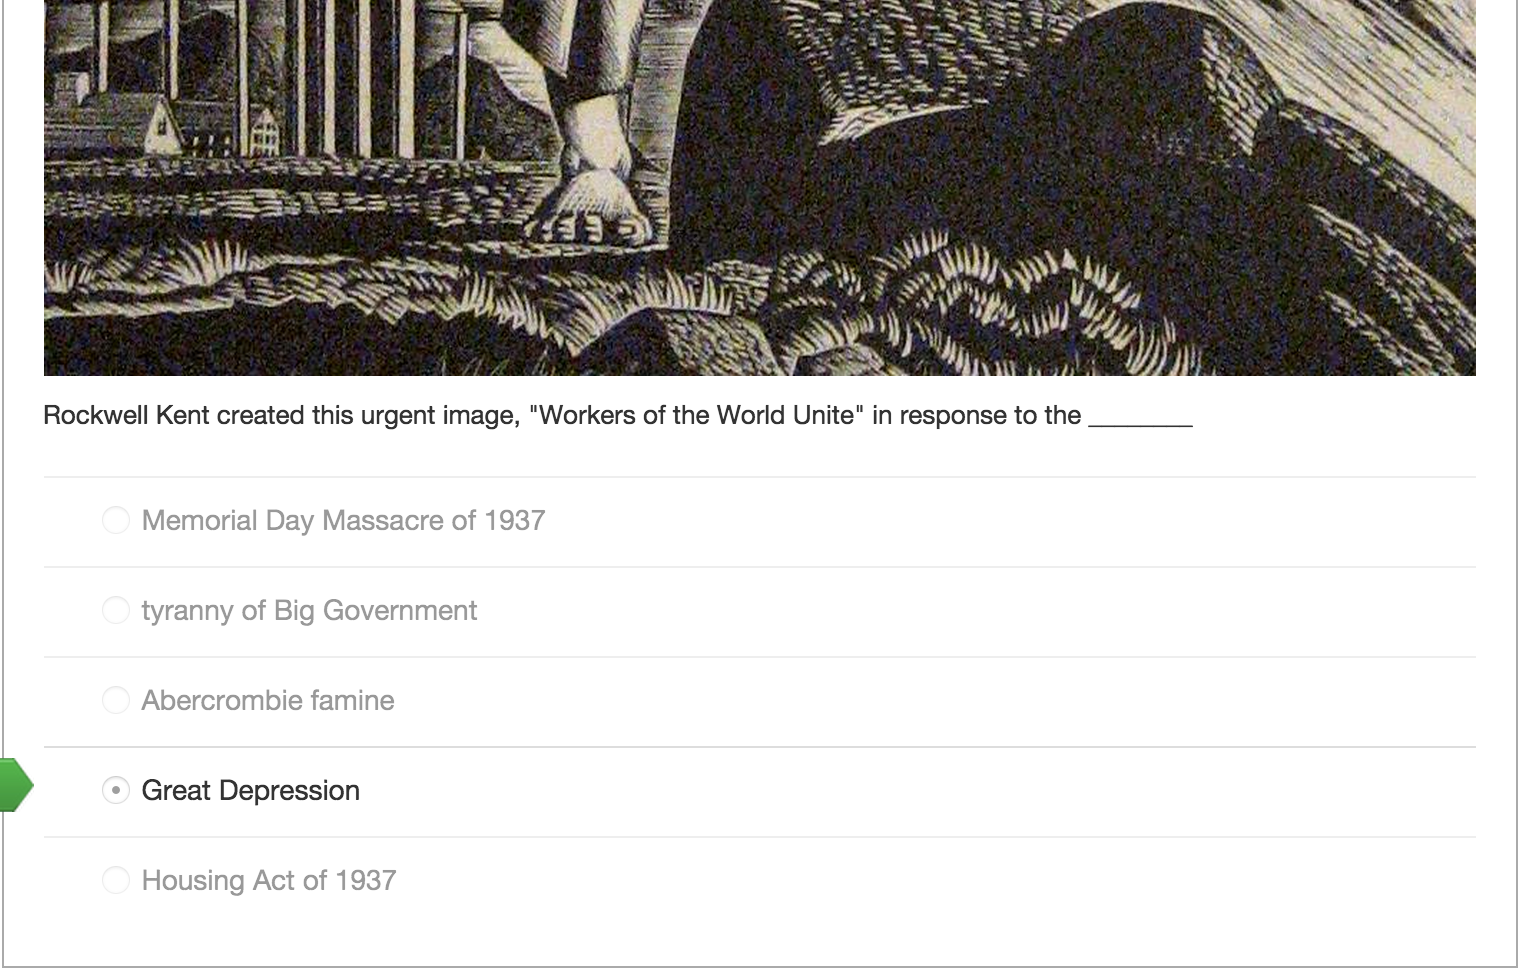 Rockwell Kent created this urgent image, "Workers of the World Unite" in response to the ________
Memorial Day Massacre of 1937
tyranny of Big Government
Abercrombie famine
Great Depression
Housing Act of 1937